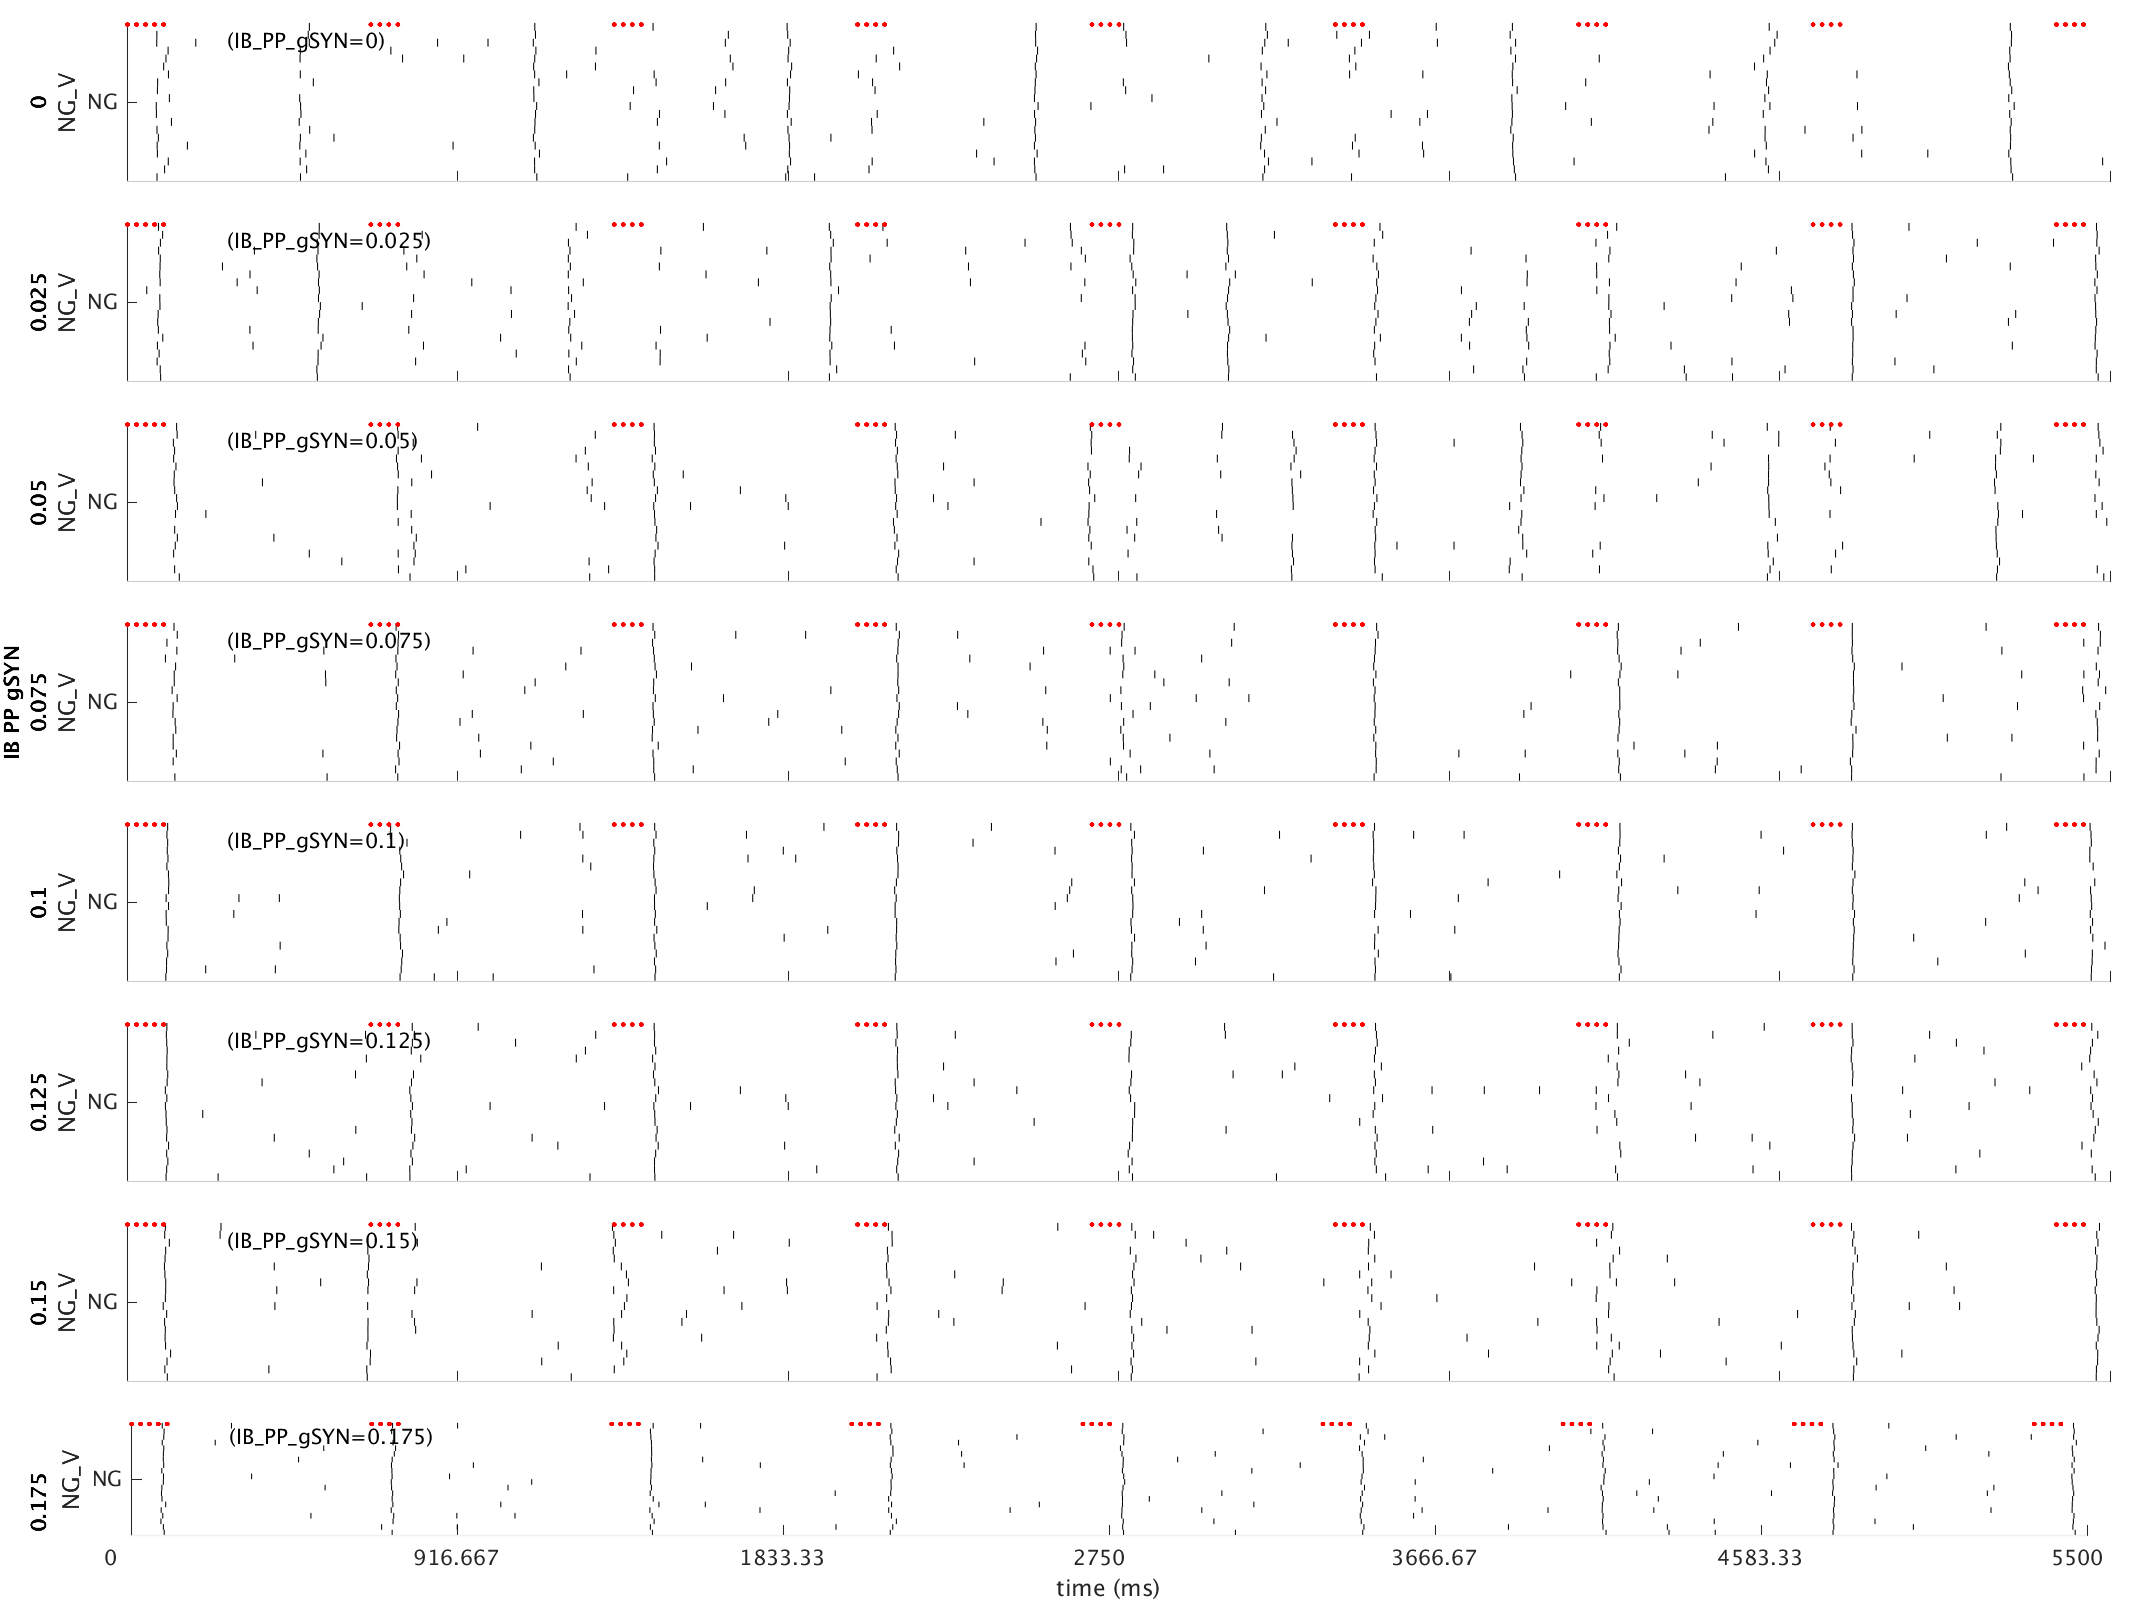 IB PP gSYN
0
NG_V
NG
(IB_PP_gSYN=0)
0.025
NG_V
NG
(IB_PP_gSYN=0.025)
0.05
NG_V
NG
(IB_PP_gSYN=0.05)
0.075
NG_V
NG
(IB_PP_gSYN=0.075)
0.1
NG_V
NG
(IB_PP_gSYN=0.1)
0.125
NG_V
NG
(IB_PP_gSYN=0.125)
0.15
NG_V
NG
(IB_PP_gSYN=0.15)
0.175
NG_V
NG
(IB_PP_gSYN=0.175)
0 916.667 1833.33 2750 3666.67 4583.33 5500
time (ms)